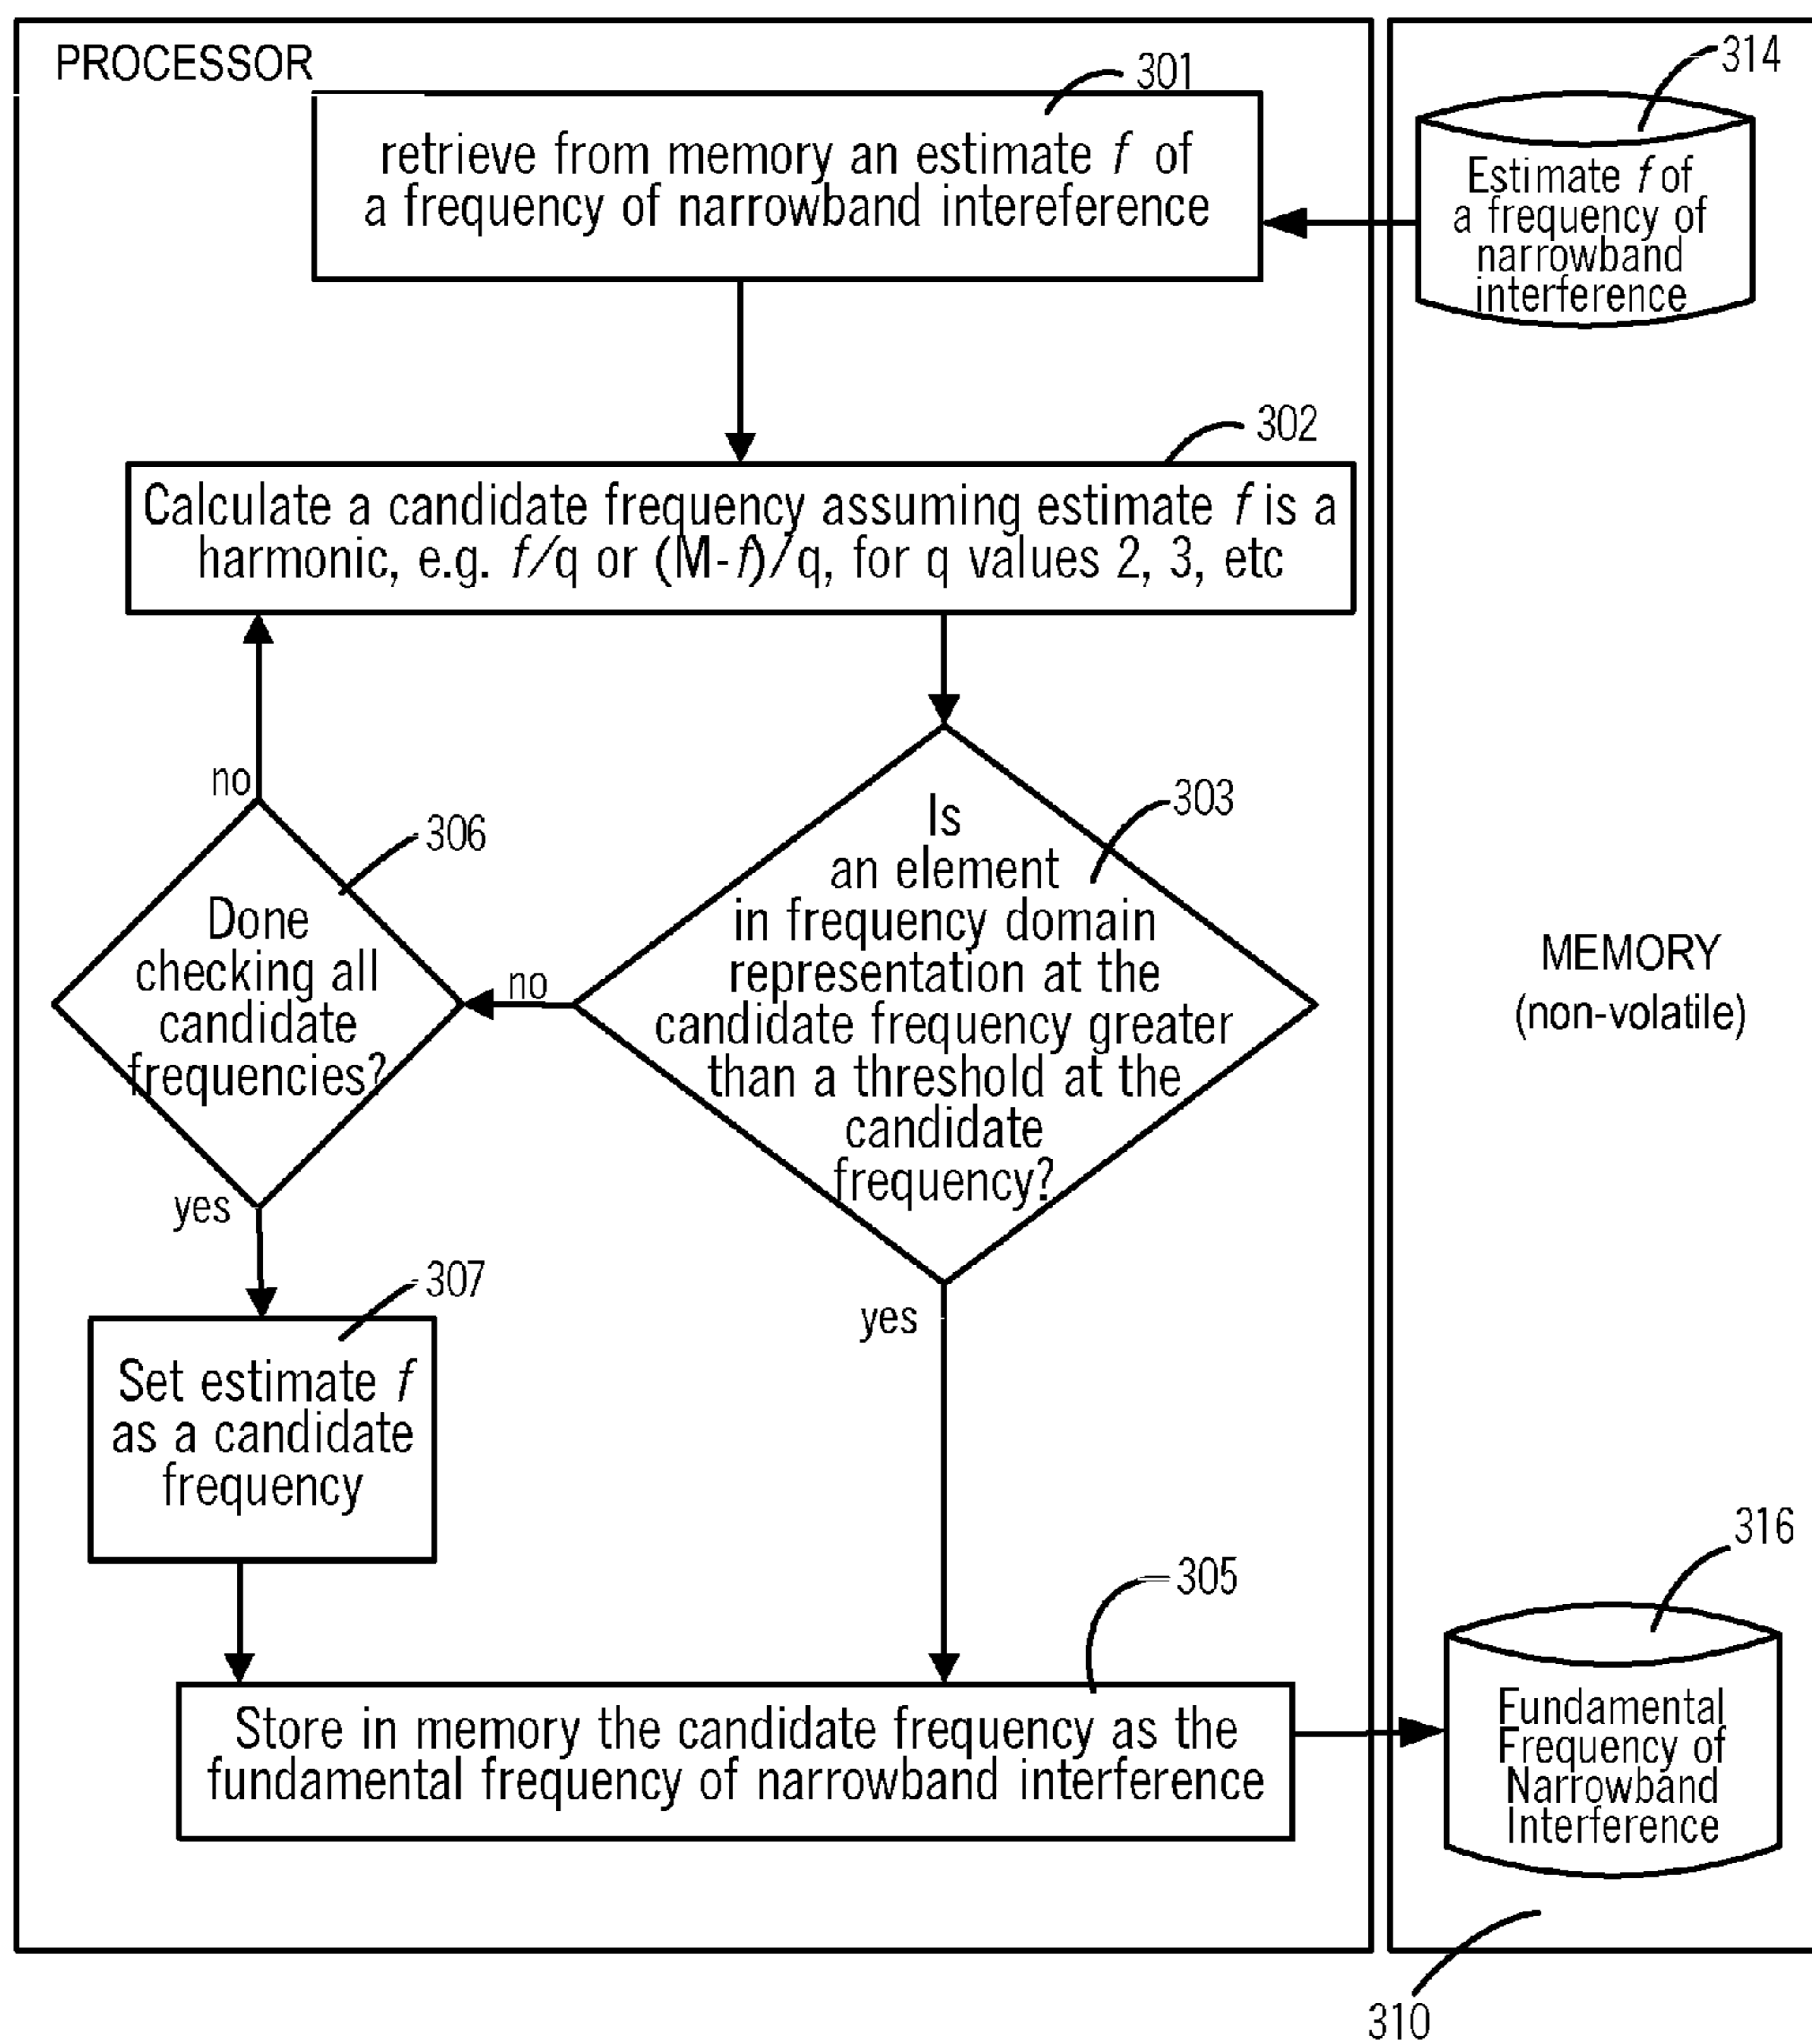 PROCESSOR
301
retrieve from memory an estimate f of
a frequency of narrowband intereference
314
Estimate f of
a frequency of
narrowband
interference
302
Calculate a candidate frequency assuming estimate f is a
harmonic, e.g. f/q or (M-f)/q, for q values 2, 3, etc
no
306
Done
checking all
candidate
frequencies?
no
303
Is
an element
in frequency domain
representation at the
candidate frequency greater
than a threshold at the
candidate
frequency?
MEMORY
(non-volatile)
yes
yes
307
Set estimate f
as a candidate
frequency
305
Store in memory the candidate frequency as the
fundamental frequency of narrowband interference
316
Fundamental
Frequency of
Narrowband
Interference
310